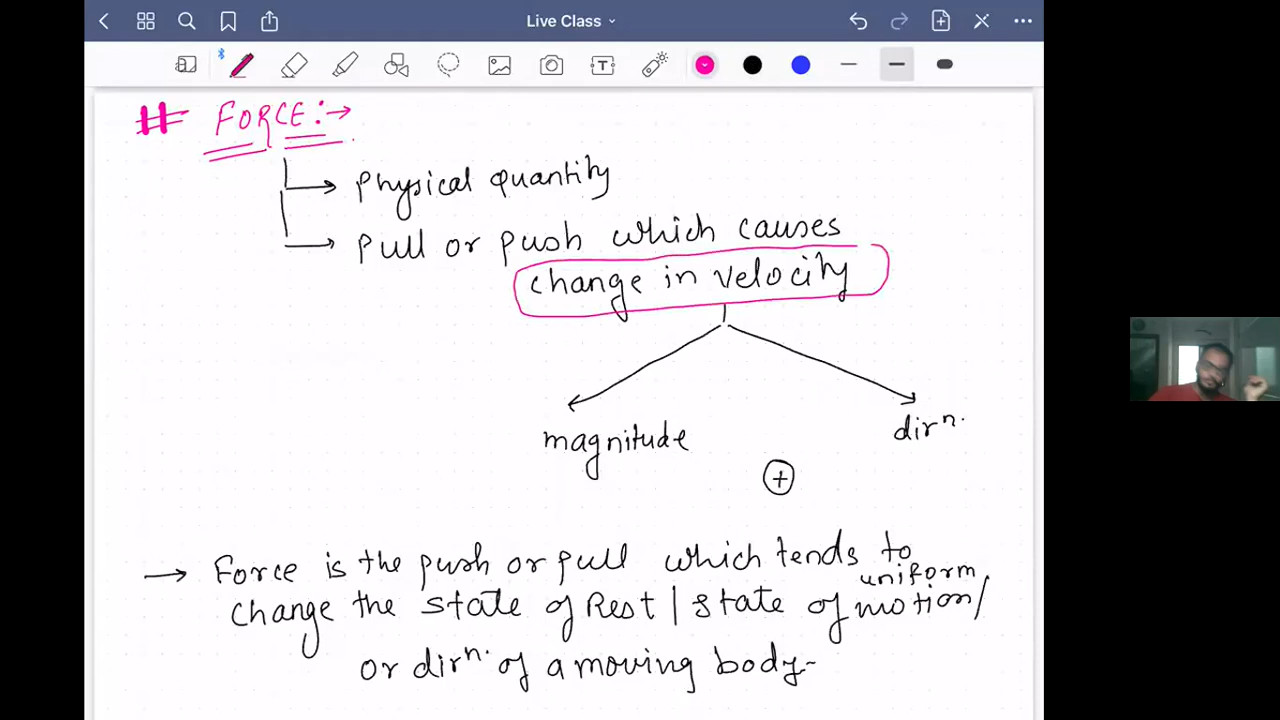 Live Class
# FORCE:→
→ Physical quantity
→ pull or push which causes
change in velocity
magnitude
dirⁿ.
+
→ Force is the push or pull which tends to
uniform
change the state of Rest | state of motion/
or dirⁿ. of a moving body-